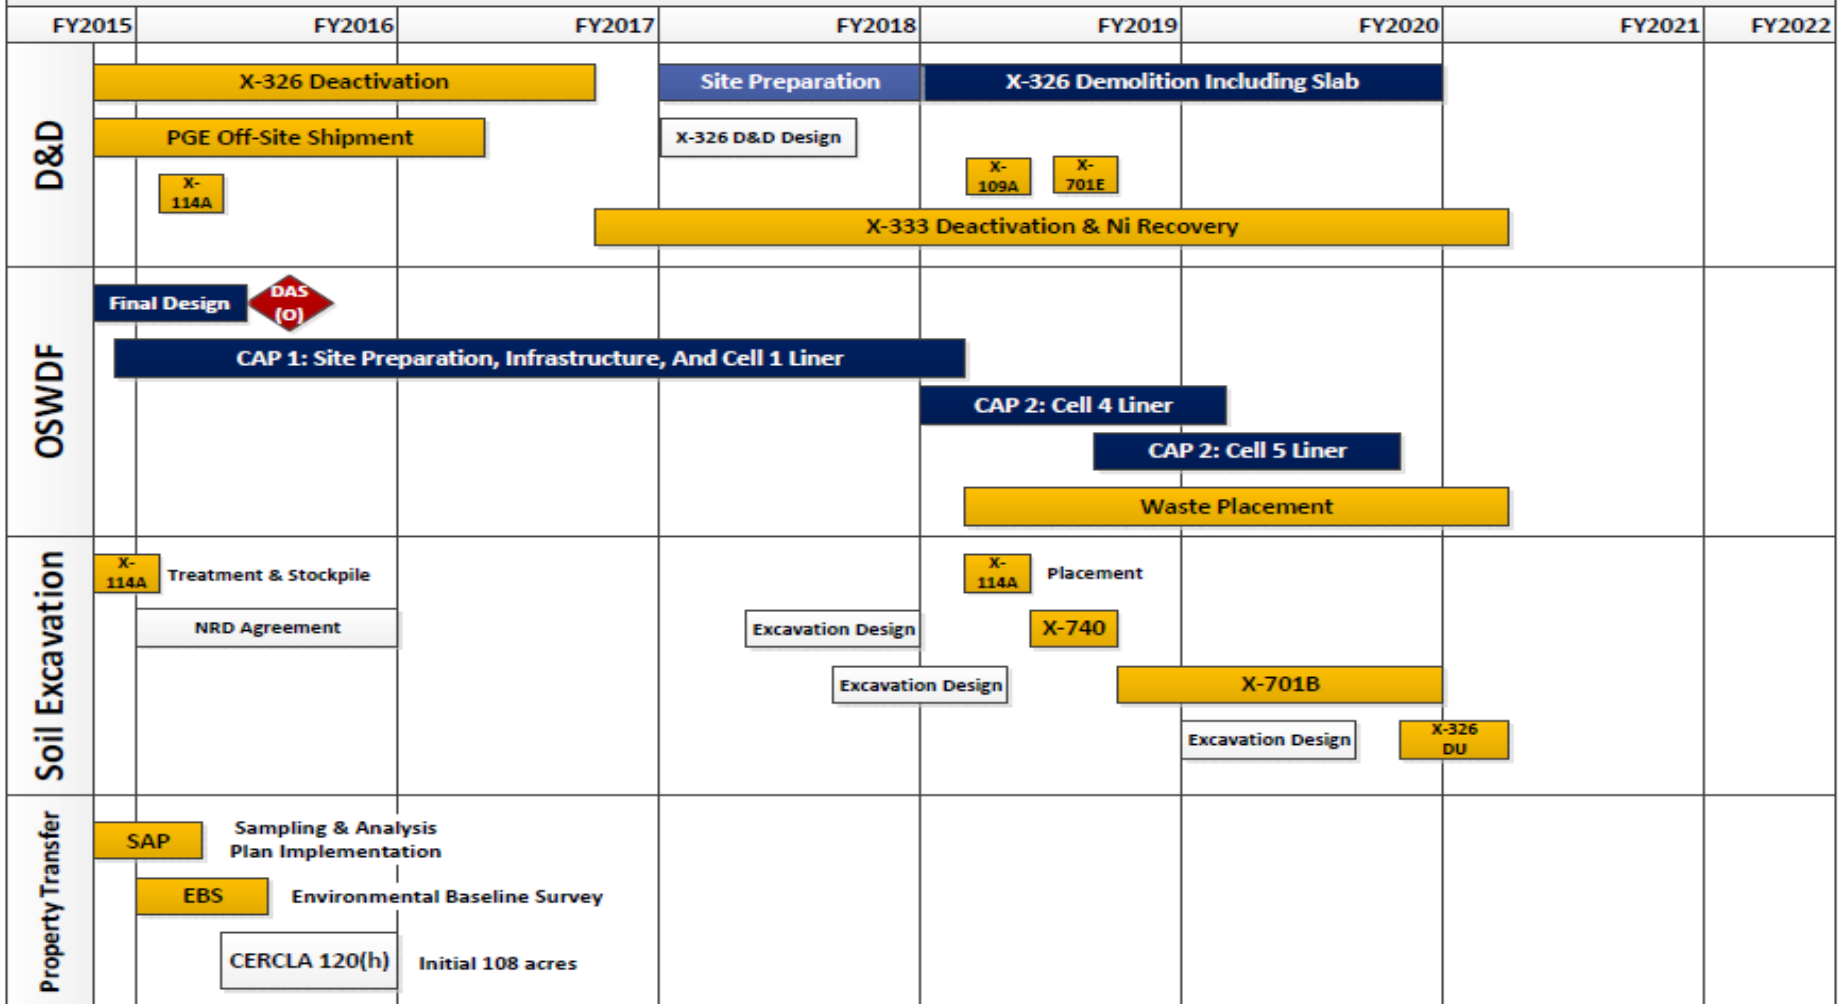 FY2015 FY2016 FY2017 FY2018 FY2019 FY2020 FY2021 FY2022
D&D
X-326 Deactivation
Site Preparation
X-326 Demolition Including Slab
PGE Off-Site Shipment
X-326 D&D Design
X-
114A
X-
109A
X-
701E
X-333 Deactivation & Ni Recovery
OSWDF
Final Design
DAS
(O)
CAP 1: Site Preparation, Infrastructure, And Cell 1 Liner
CAP 2: Cell 4 Liner
CAP 2: Cell 5 Liner
Waste Placement
Soil Excavation
X-
114A
Treatment & Stockpile
X-
114A
Placement
NRD Agreement
Excavation Design
X-740
Excavation Design
X-701B
Excavation Design
X-326
DU
Property Transfer
SAP
Sampling & Analysis
Plan Implementation
EBS
Environmental Baseline Survey
CERCLA 120(h)
Initial 108 acres